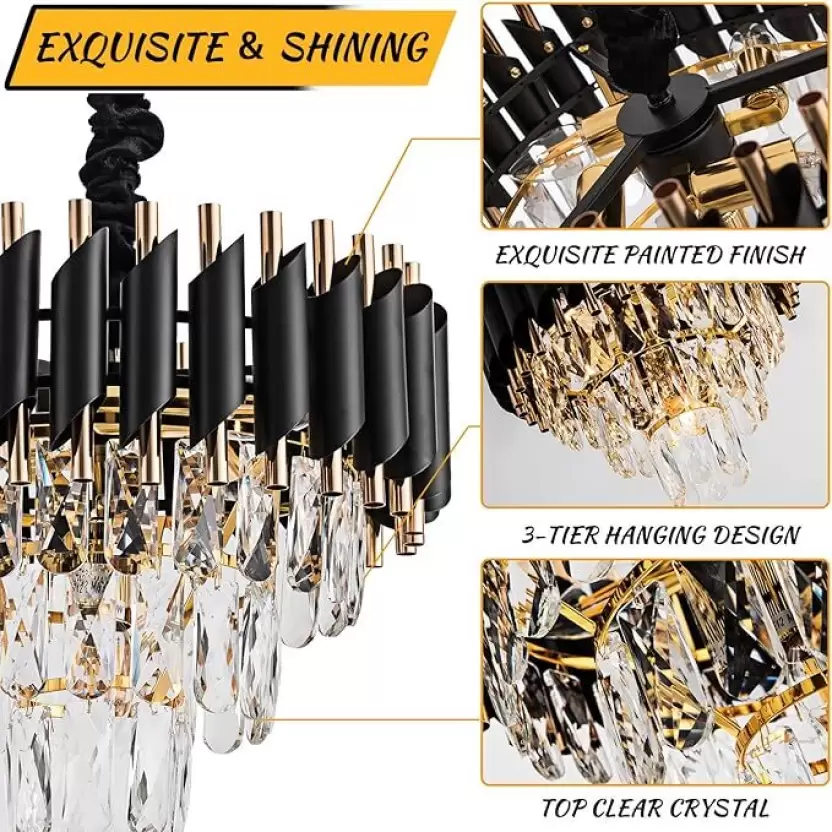 EXQUISITE & SHINING
EXQUISITE PAINTED FINISH
3-TIER HANGING DESIGN
TOP CLEAR CRYSTAL